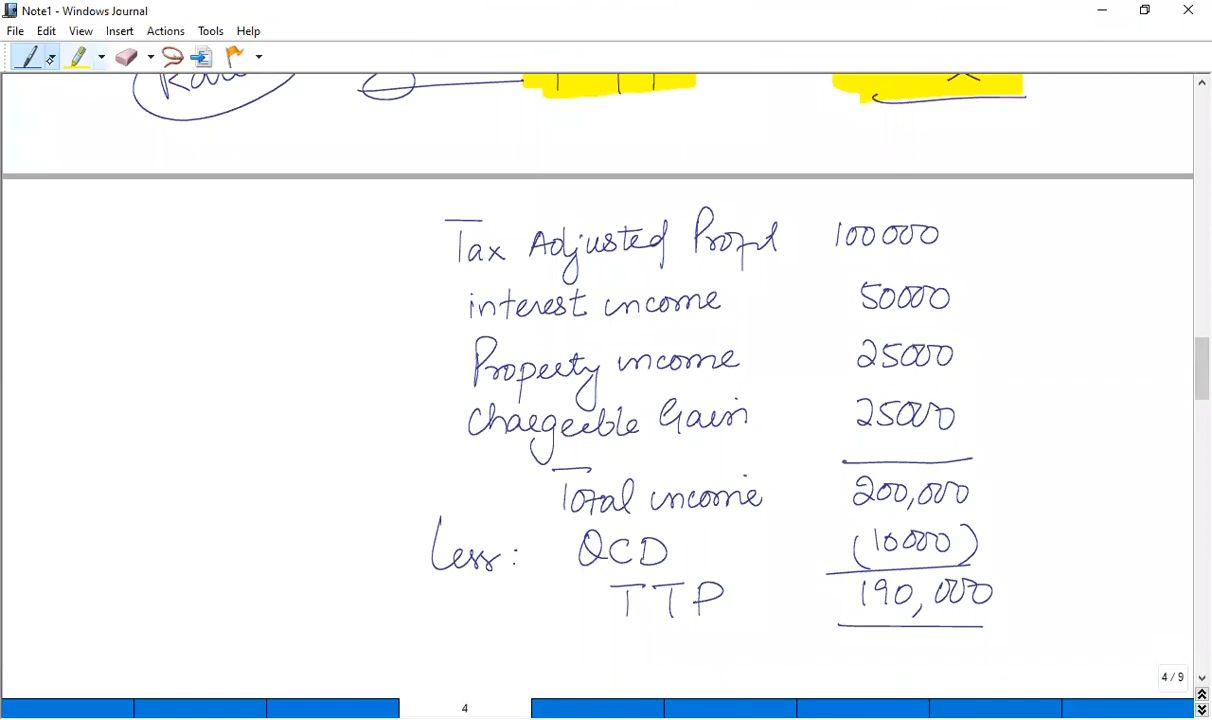 Note1 - Windows Journal
File Edit View Insert Actions Tools Help
Tax Adjusted Profit 100000
interest income 50000
Property income 25000
Chargeeble Gain 25000
Total income 200,000
Less: QCD (10000)
TTP 190,000
4 / 9
4